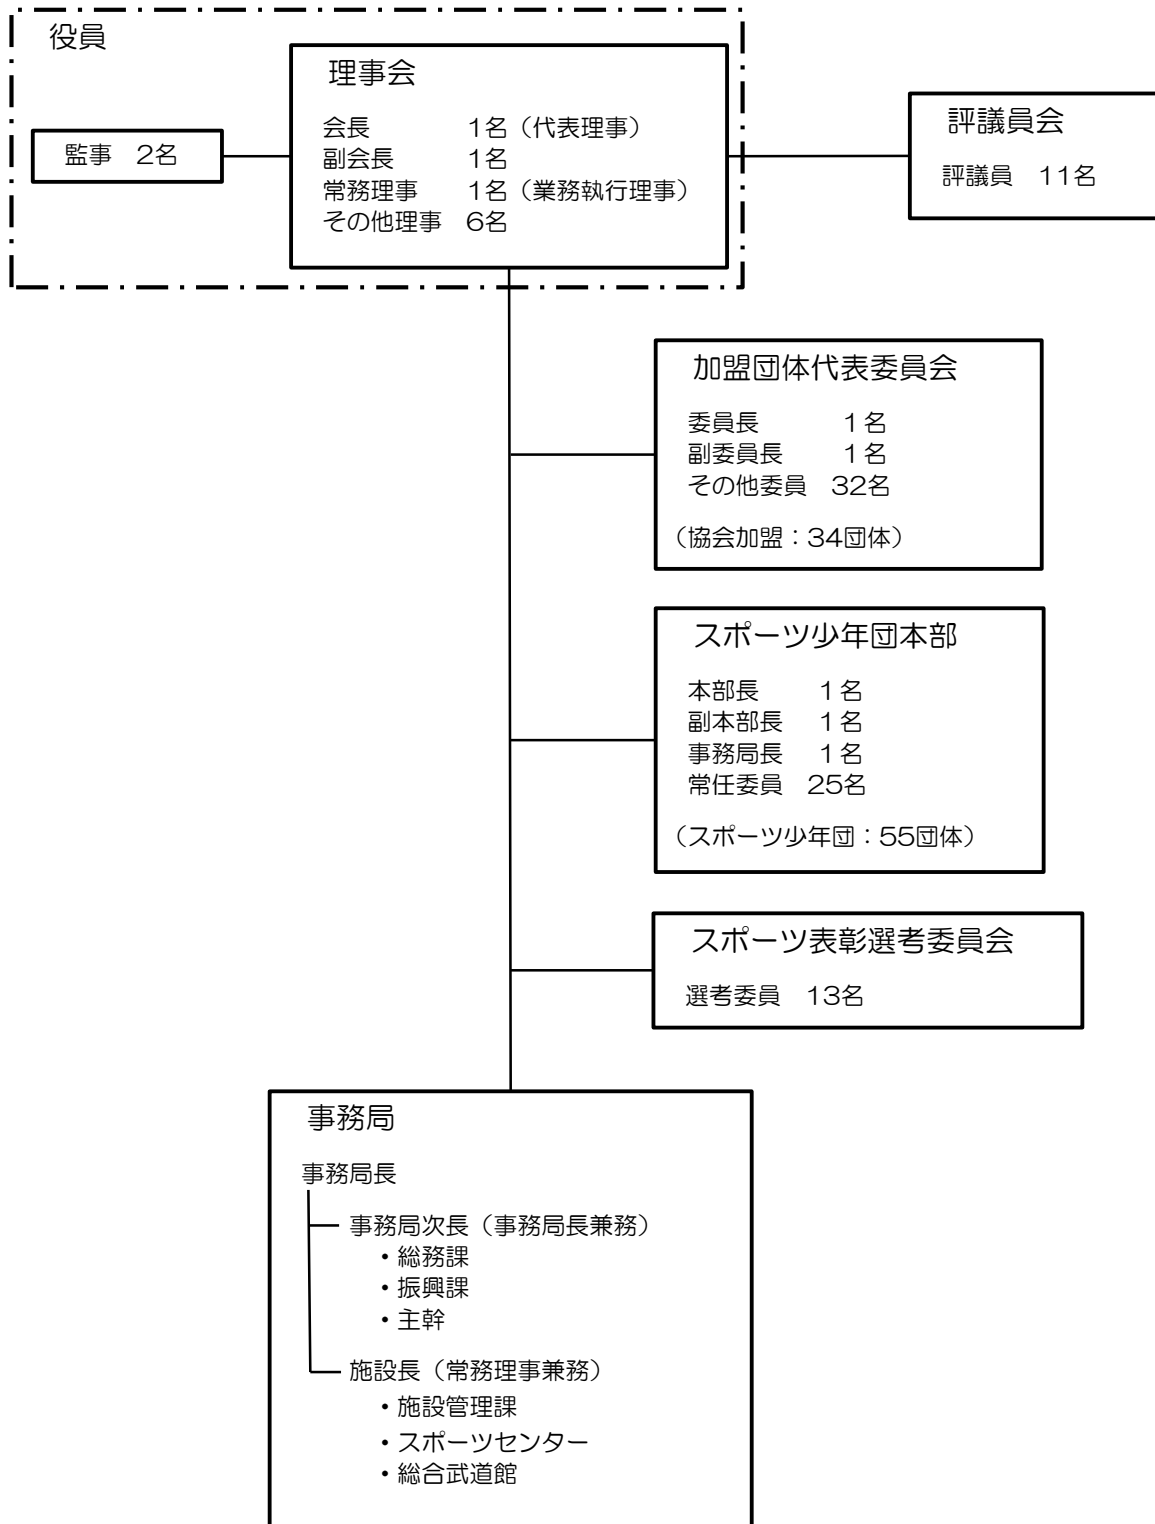 役員
監事　2名
理事会
会長　　　　1名（代表理事）
副会長　　　1名
常務理事　　1名（業務執行理事）
その他理事　6名
評議員会
評議員　11名
加盟団体代表委員会
委員長　　　 1名
副委員長　　 1名
その他委員　32名
（協会加盟：34団体）
スポーツ少年団本部
本部長　　 1名
副本部長　 1名
事務局長　 1名
常任委員　25名
（スポーツ少年団：55団体）
スポーツ表彰選考委員会
選考委員　13名
事務局
事務局長
事務局次長（事務局長兼務）
・総務課
・振興課
・主幹
施設長（常務理事兼務）
・施設管理課
・スポーツセンター
・総合武道館